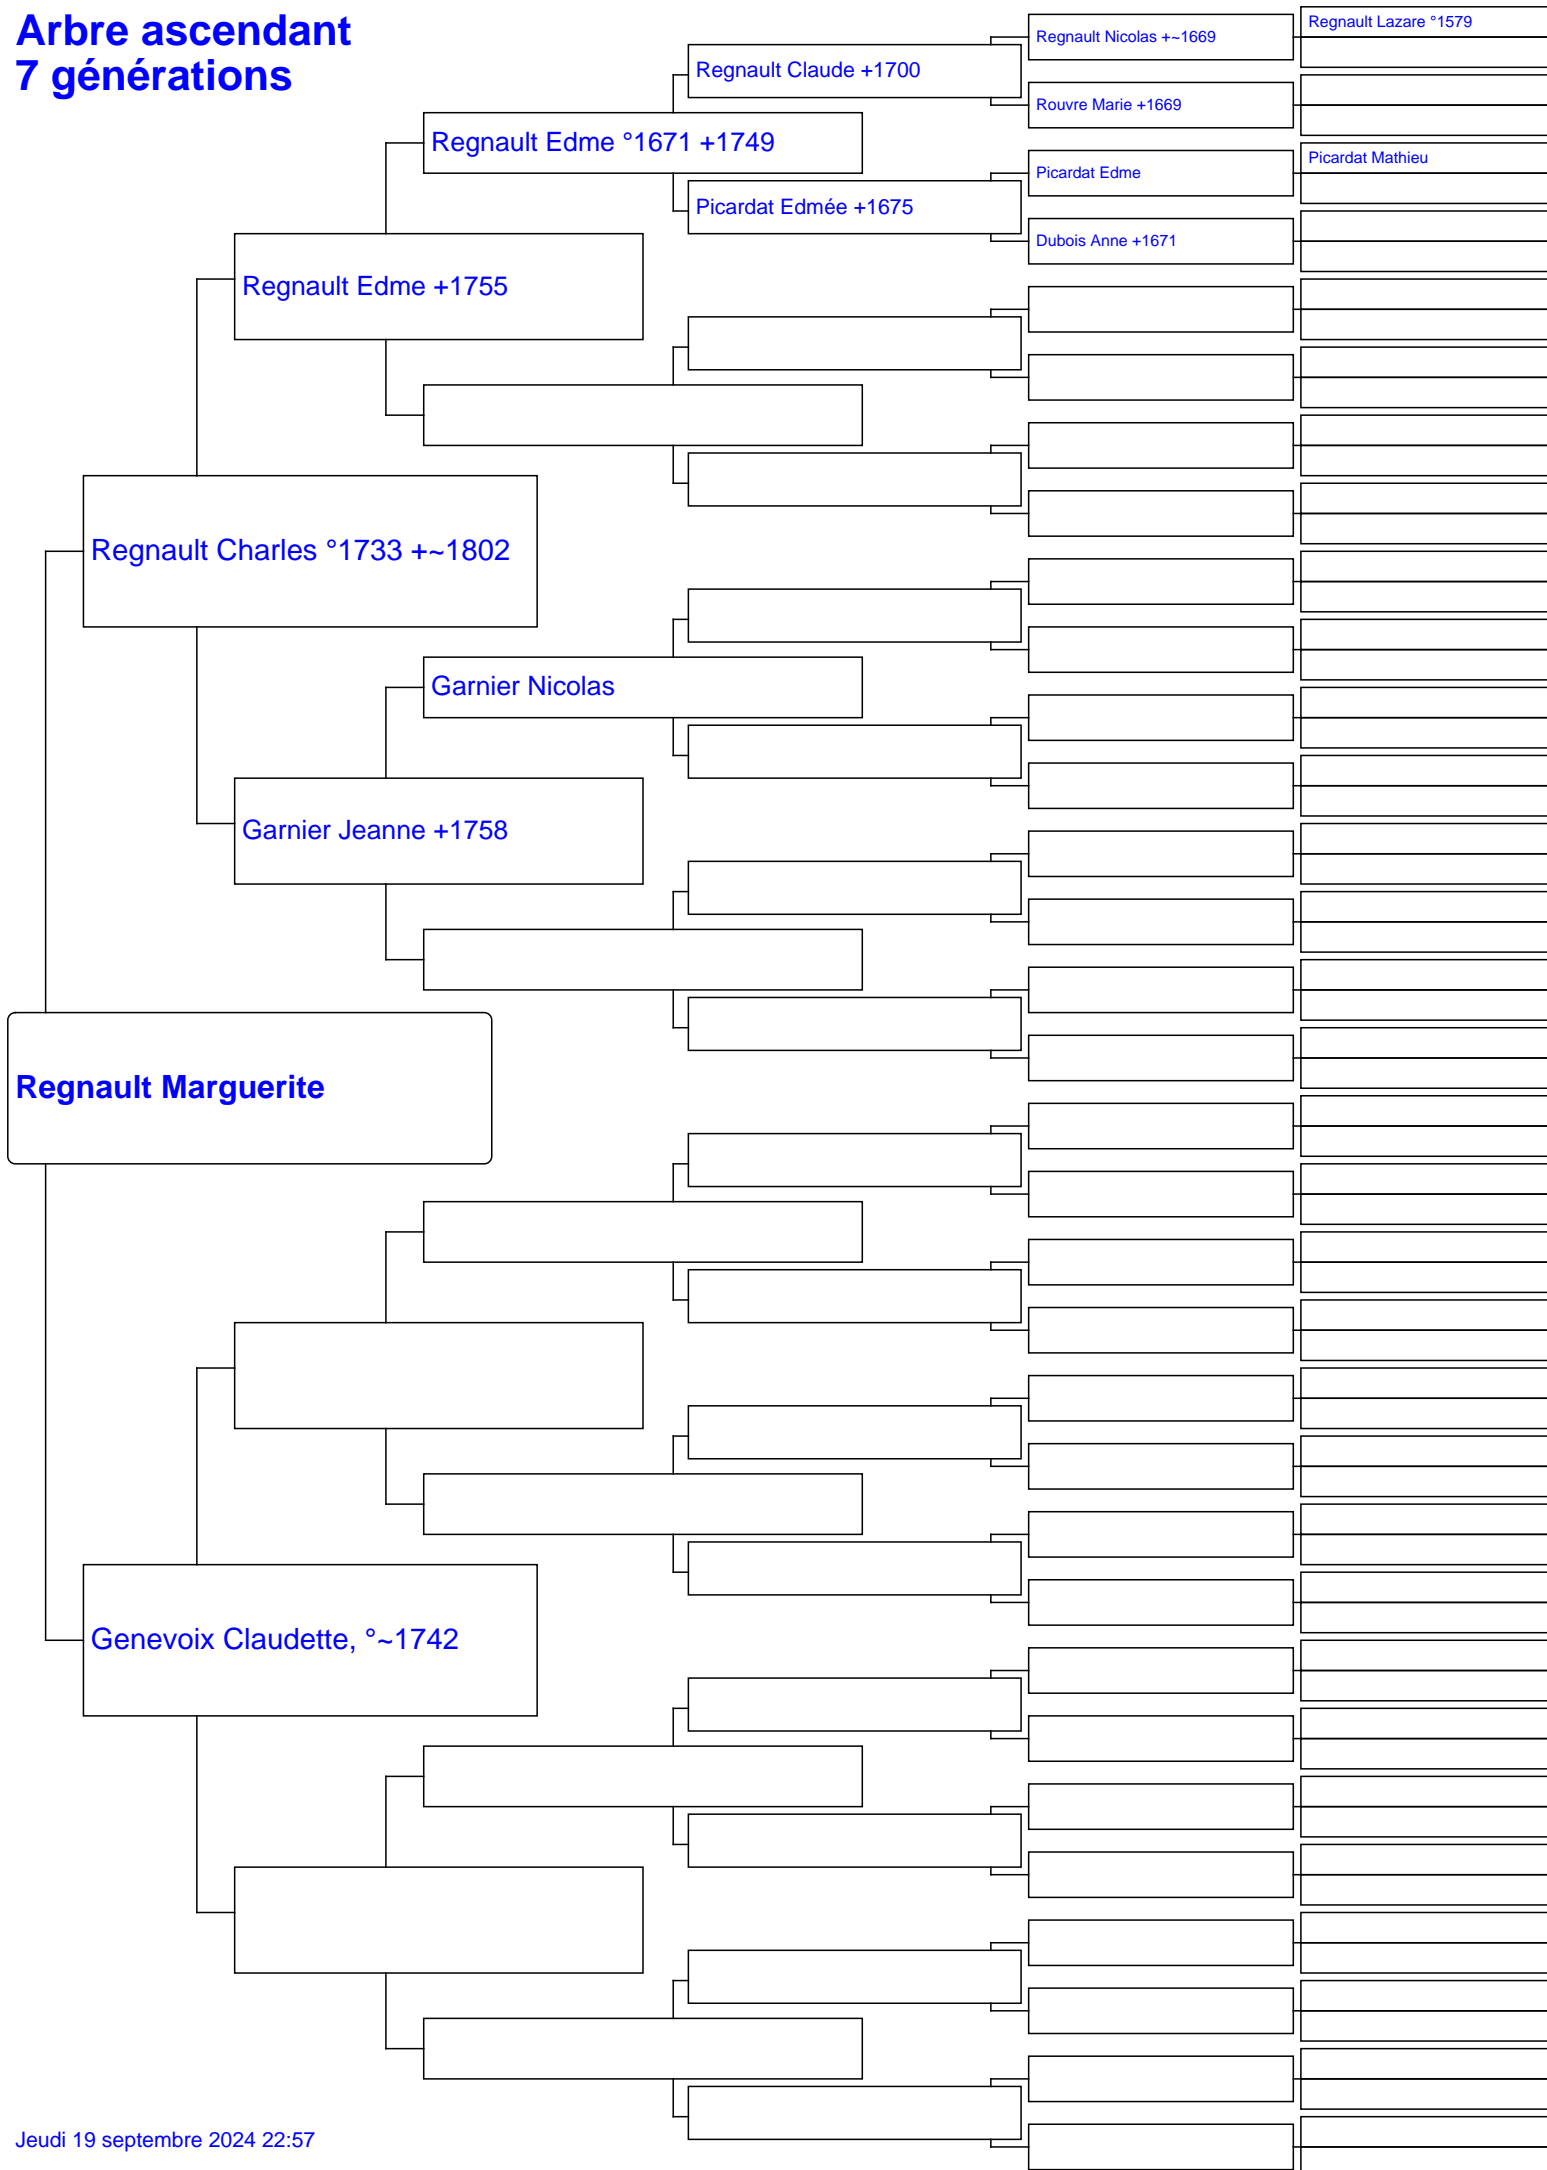 Arbre ascendant
7 générations
Regnault Lazare °1579
Regnault Nicolas +~1669
Regnault Claude +1700
Rouvre Marie +1669
Regnault Edme °1671 +1749
Picardat Mathieu
Picardat Edme
Picardat Edmée +1675
Dubois Anne +1671
Regnault Edme +1755
Regnault Charles °1733 +~1802
Garnier Nicolas
Garnier Jeanne +1758
Regnault Marguerite
Genevoix Claudette, °~1742
Jeudi 19 septembre 2024 22:57